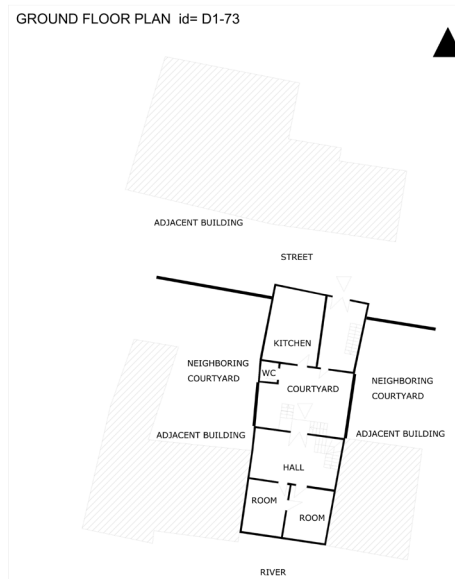 GROUND FLOOR PLAN id= D1-73
ADJACENT BUILDING
STREET
KITCHEN
NEIGHBORING
COURTYARD
WC
COURTYARD
NEIGHBORING
COURTYARD
ADJACENT BUILDING
ADJACENT BUILDING
HALL
ROOM
ROOM
RIVER